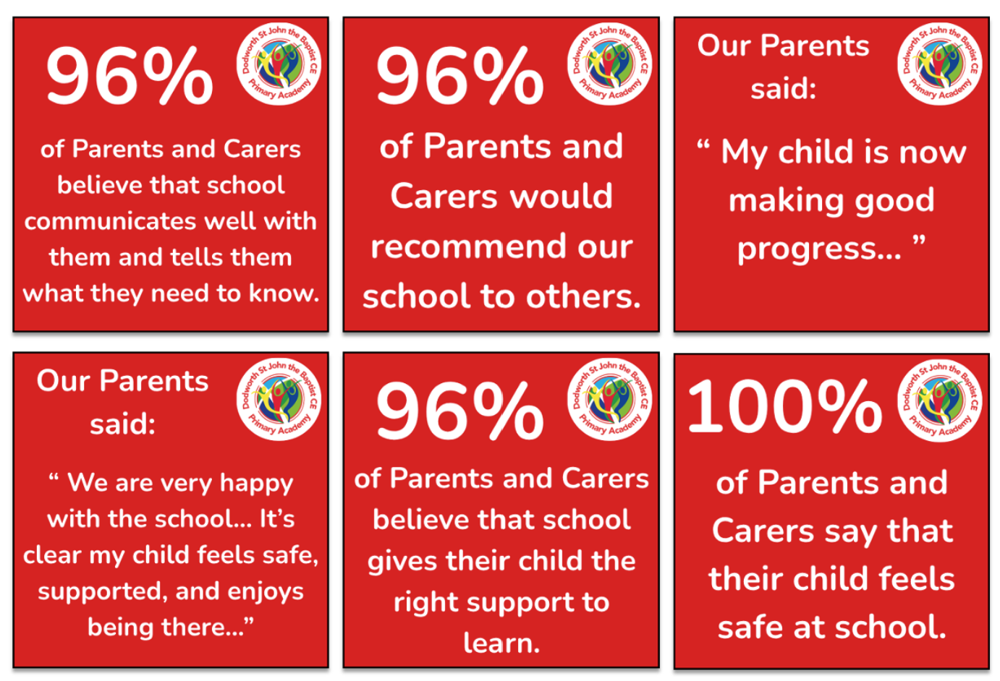 96%
Dodworth St John the Baptist CE
Primary Academy
of Parents and Carers
believe that school
communicates well with
them and tells them
what they need to know.
96%
Dodworth St John the Baptist CE
Primary Academy
of Parents and
Carers would
recommend our
school to others.
Our Parents
said:
Dodworth St John the Baptist CE
Primary Academy
“ My child is now
making good
progress... ”
Our Parents
said:
Dodworth St John the Baptist CE
Primary Academy
“ We are very happy
with the school... It’s
clear my child feels safe,
supported, and enjoys
being there...”
96%
Dodworth St John the Baptist CE
Primary Academy
of Parents and Carers
believe that school
gives their child the
right support to
learn.
100%
Dodworth St John the Baptist CE
Primary Academy
of Parents and
Carers say that
their child feels
safe at school.